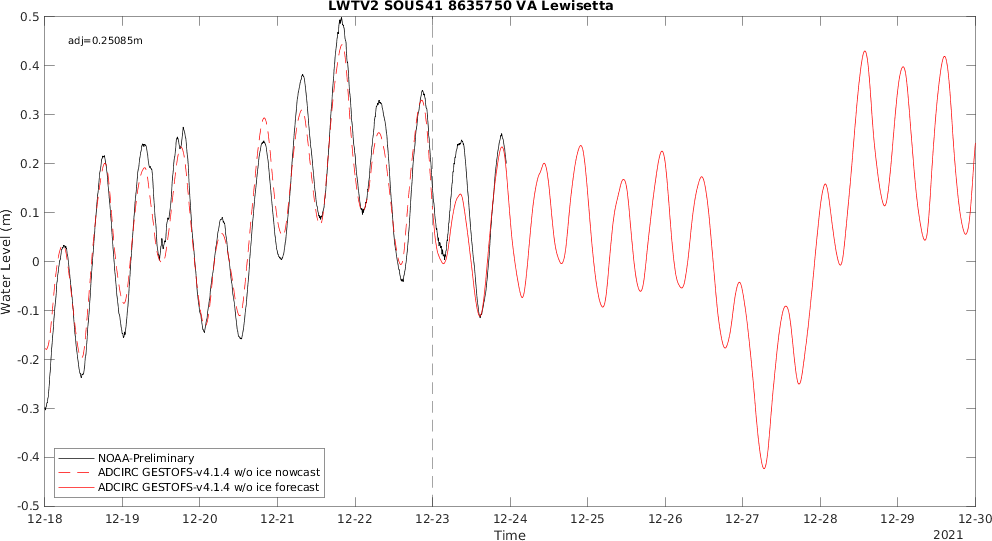 LWTV2 SOUS41 8635750 VA Lewisetta
adj=0.25085m
Water Level (m)
0.5
0.4
0.3
0.2
0.1
0
-0.1
-0.2
-0.3
-0.4
-0.5
NOAA-Preliminary
ADCIRC GESTOFS-v4.1.4 w/o ice nowcast
ADCIRC GESTOFS-v4.1.4 w/o ice forecast
12-18 12-19 12-20 12-21 12-22 12-23 12-24 12-25 12-26 12-27 12-28 12-29 12-30
Time
2021